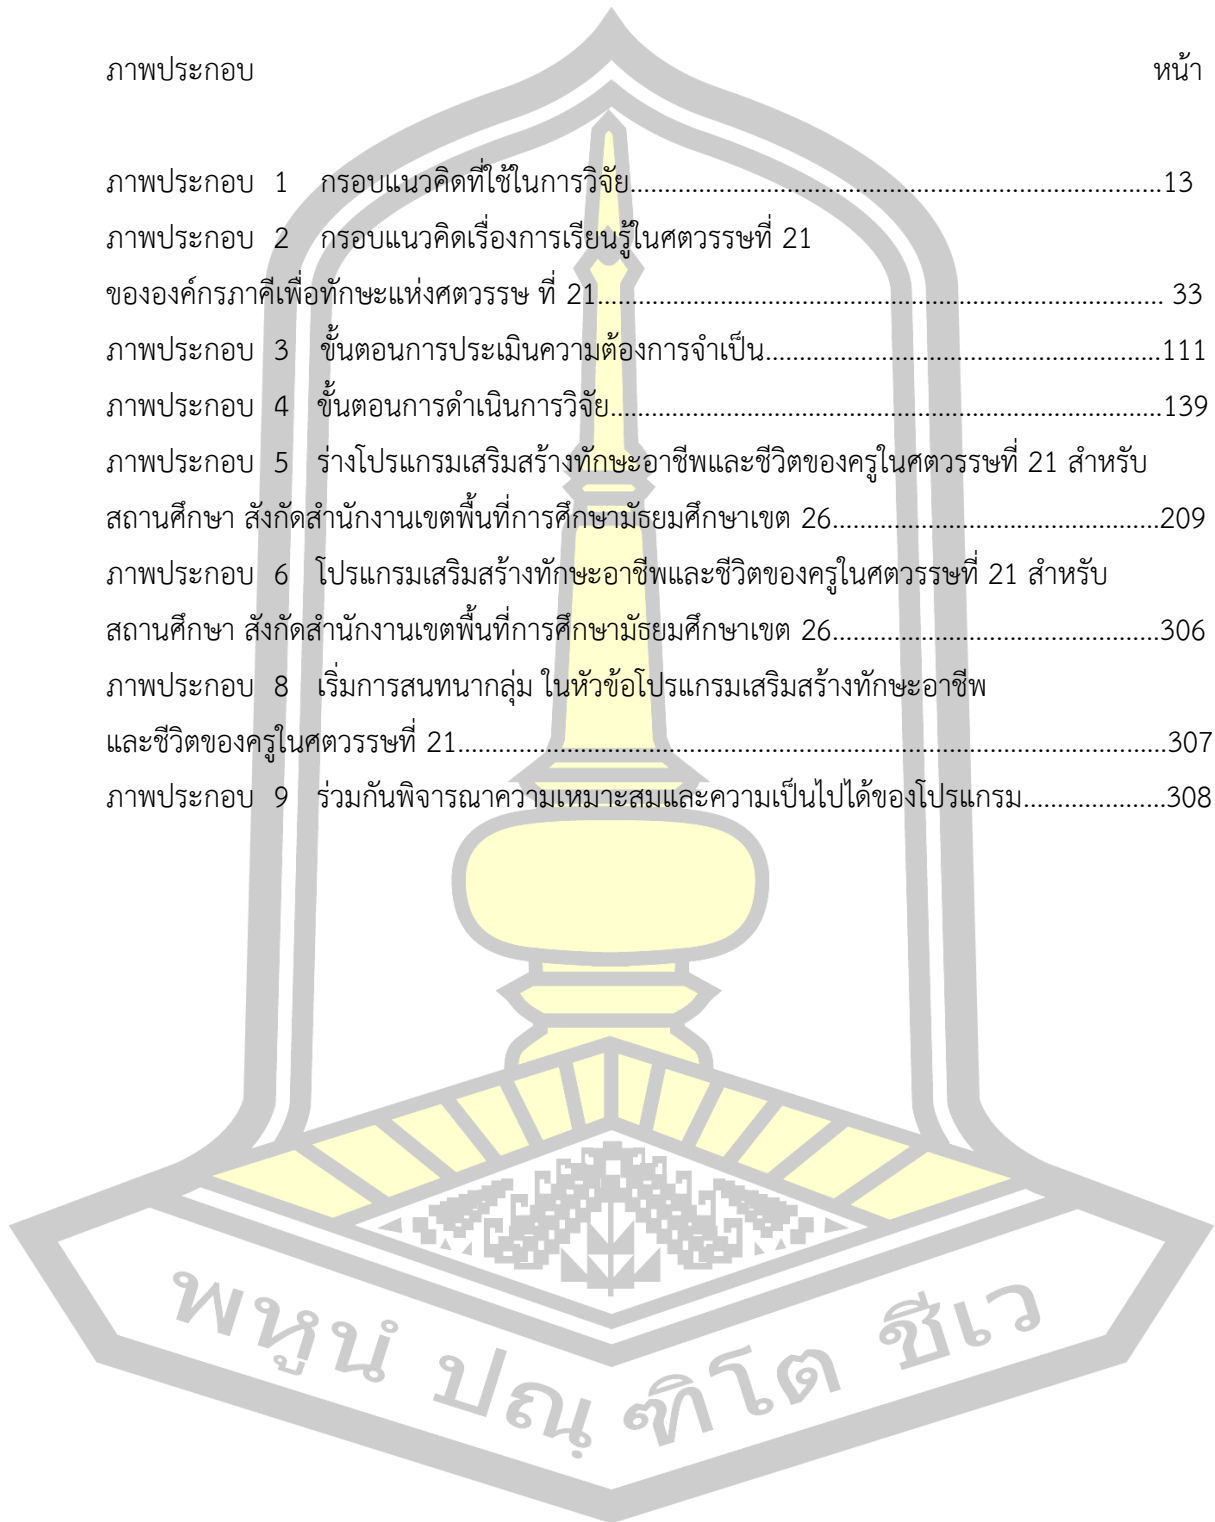 ภาพประกอบ หน้า
ภาพประกอบ 1 กรอบแนวคิดที่ใช้ในการวิจัย.............................................................................13
ภาพประกอบ 2 กรอบแนวคิดเรื่องการเรียนรู้ในศตวรรษที่ 21
ขององค์กรภาคีเพื่อทักษะแห่งศตวรรษ ที่ 21.................................................................................. 33
ภาพประกอบ 3 ขั้นตอนการประเมินความต้องการจำเป็น.........................................................111
ภาพประกอบ 4 ขั้นตอนการดำเนินการวิจัย................................................................................139
ภาพประกอบ 5 ร่างโปรแกรมเสริมสร้างทักษะอาชีพและชีวิตของครูในศตวรรษที่ 21 สำหรับ
สถานศึกษา สังกัดสำนักงานเขตพื้นที่การศึกษามัธยมศึกษาเขต 26...............................................209
ภาพประกอบ 6 โปรแกรมเสริมสร้างทักษะอาชีพและชีวิตของครูในศตวรรษที่ 21 สำหรับ
สถานศึกษา สังกัดสำนักงานเขตพื้นที่การศึกษามัธยมศึกษาเขต 26...............................................306
ภาพประกอบ 8 เริ่มการสนทนากลุ่ม ในหัวข้อโปรแกรมเสริมสร้างทักษะอาชีพ
และชีวิตของครูในศตวรรษที่ 21.......................................................................................................307
ภาพประกอบ 9 ร่วมกันพิจารณาความเหมาะสมและความเป็นไปได้ของโปรแกรม.....................308
พหูนํ ปณฺฑิโต ชีเว